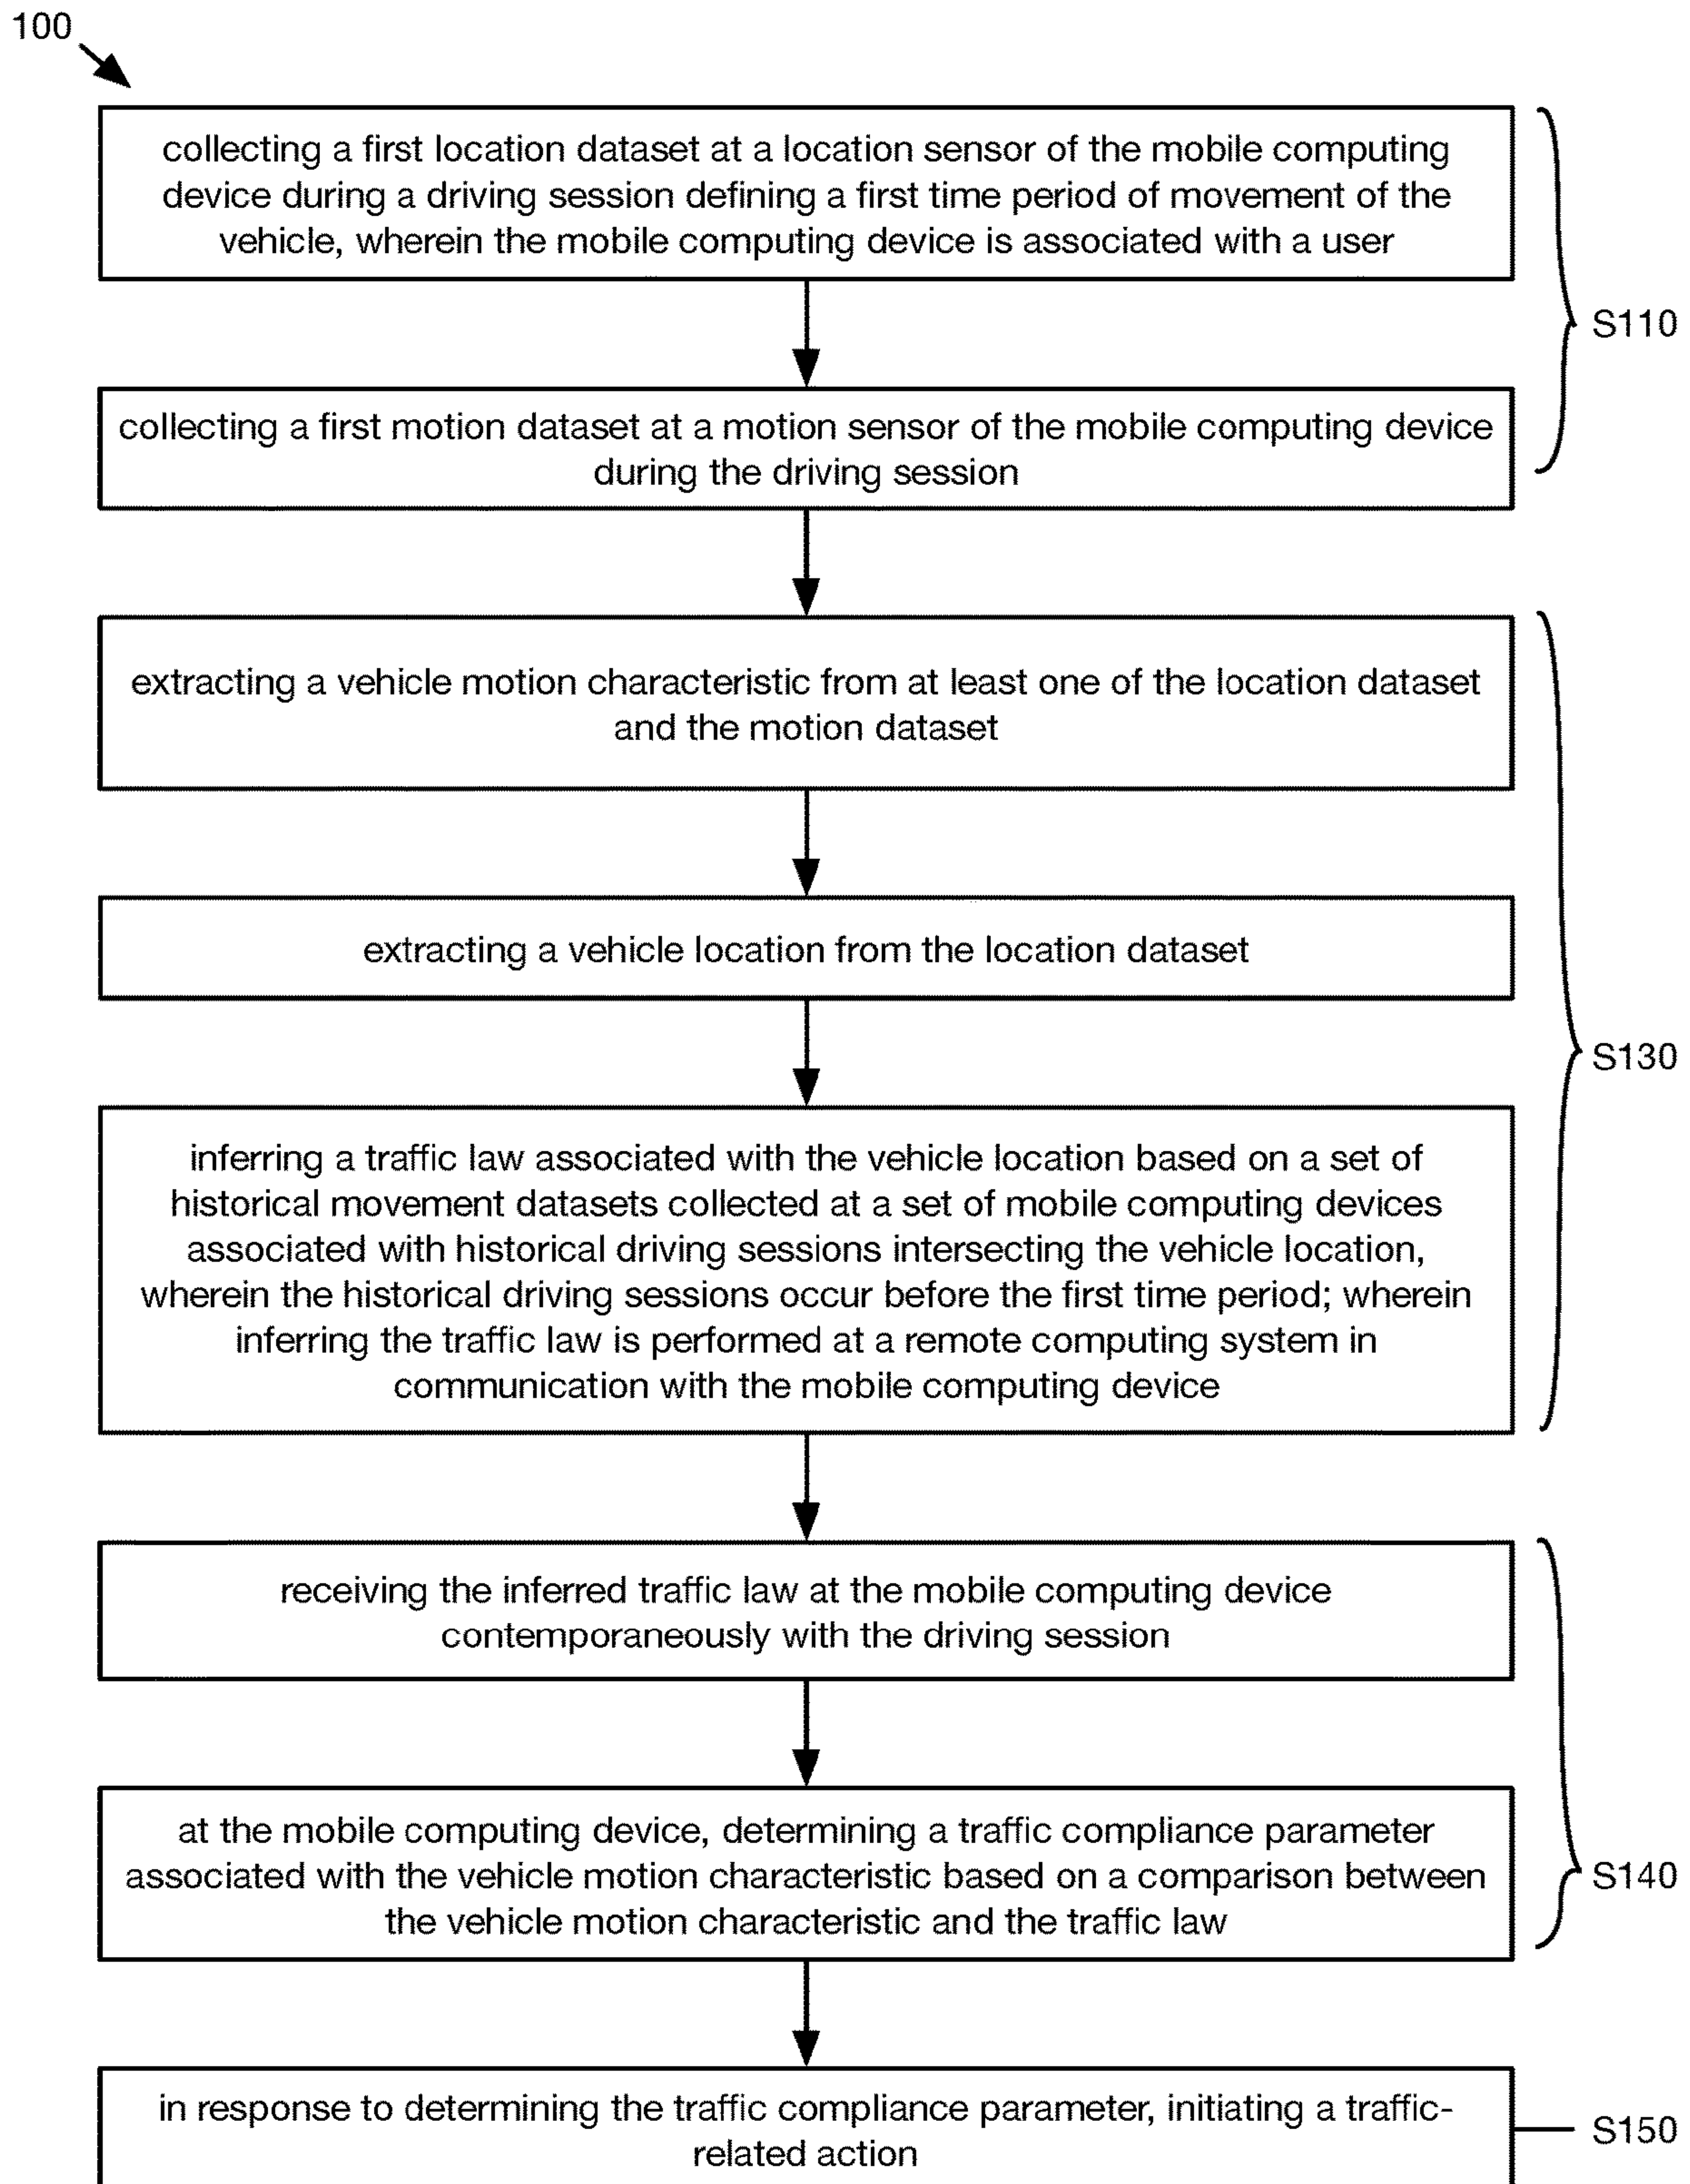 100
collecting a first location dataset at a location sensor of the mobile computing
device during a driving session defining a first time period of movement of the
vehicle, wherein the mobile computing device is associated with a user
S110
collecting a first motion dataset at a motion sensor of the mobile computing device
during the driving session
extracting a vehicle motion characteristic from at least one of the location dataset
and the motion dataset
extracting a vehicle location from the location dataset
S130
inferring a traffic law associated with the vehicle location based on a set of
historical movement datasets collected at a set of mobile computing devices
associated with historical driving sessions intersecting the vehicle location,
wherein the historical driving sessions occur before the first time period; wherein
inferring the traffic law is performed at a remote computing system in
communication with the mobile computing device
receiving the inferred traffic law at the mobile computing device
contemporaneously with the driving session
at the mobile computing device, determining a traffic compliance parameter
associated with the vehicle motion characteristic based on a comparison between
the vehicle motion characteristic and the traffic law
S140
in response to determining the traffic compliance parameter, initiating a traffic-
related action
S150